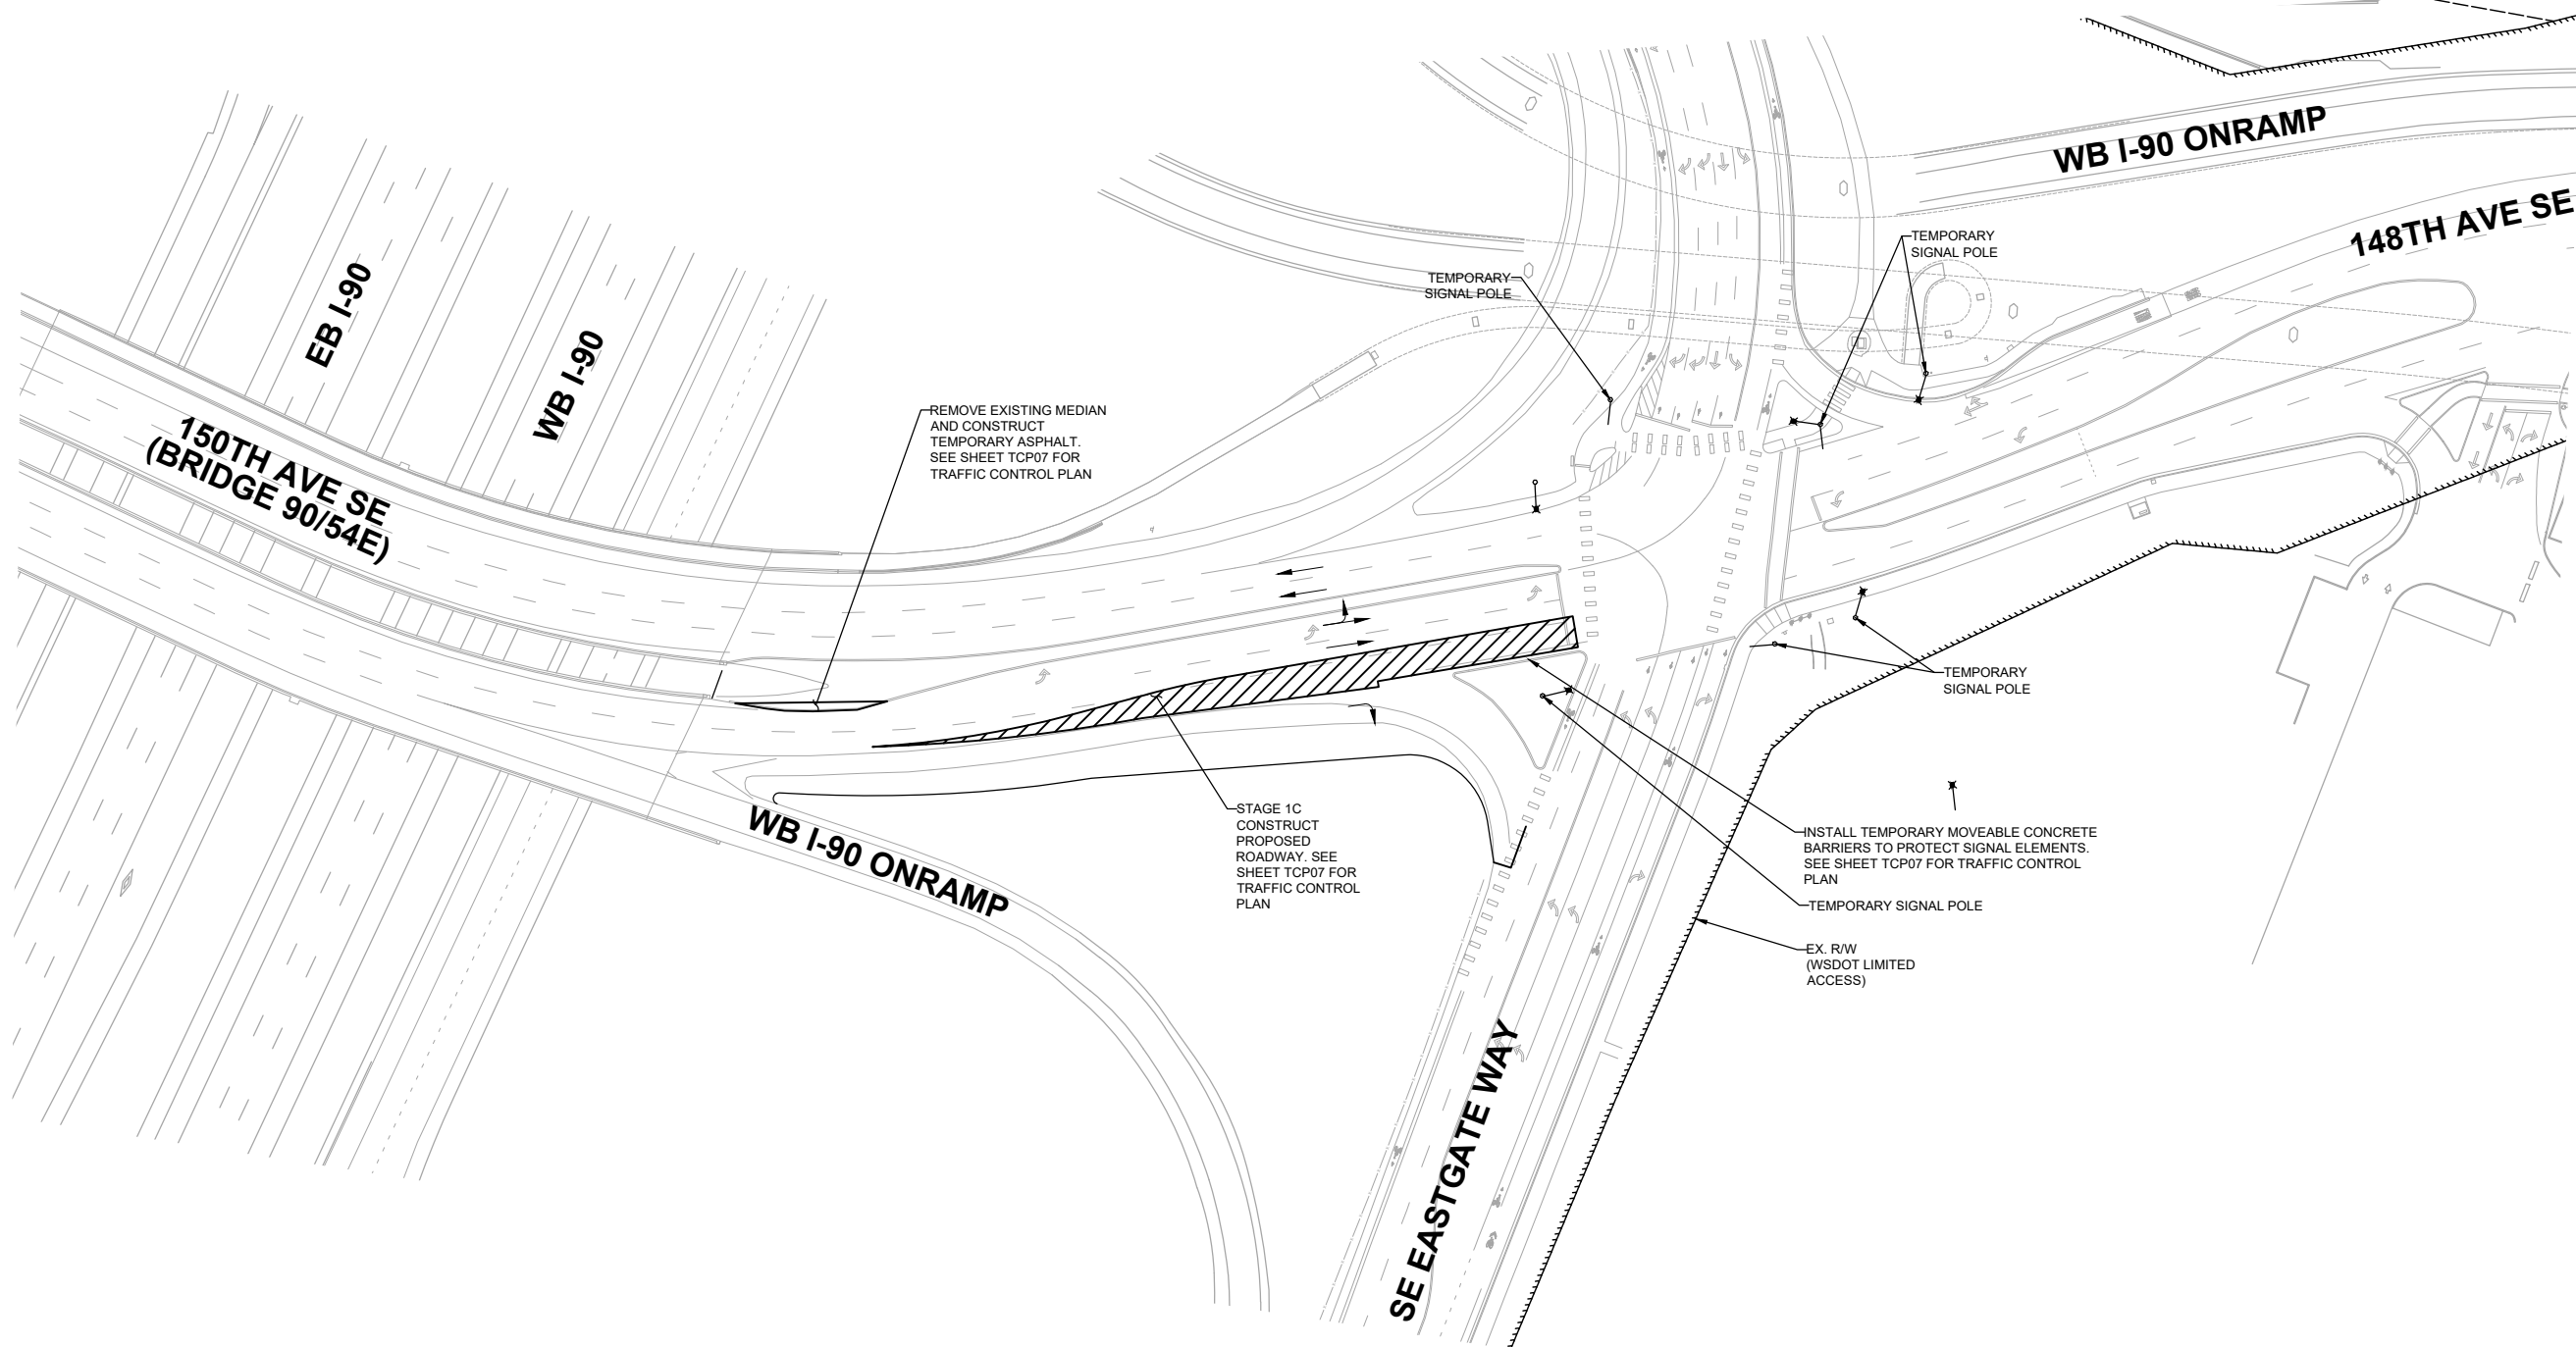 WB I-90 ONRAMP
148TH AVE SE
TEMPORARY
SIGNAL POLE
TEMPORARY
SIGNAL POLE
EB I-90
WB I-90
150TH AVE SE
(BRIDGE 90/54E)
REMOVE EXISTING MEDIAN
AND CONSTRUCT
TEMPORARY ASPHALT.
SEE SHEET TCP07 FOR
TRAFFIC CONTROL PLAN
TEMPORARY
SIGNAL POLE
WB I-90 ONRAMP
STAGE 1C
CONSTRUCT
PROPOSED
ROADWAY. SEE
SHEET TCP07 FOR
TRAFFIC CONTROL
PLAN
INSTALL TEMPORARY MOVEABLE CONCRETE
BARRIERS TO PROTECT SIGNAL ELEMENTS.
SEE SHEET TCP07 FOR TRAFFIC CONTROL
PLAN
TEMPORARY SIGNAL POLE
EX. R/W
(WSDOT LIMITED
ACCESS)
SE EASTGATE WAY